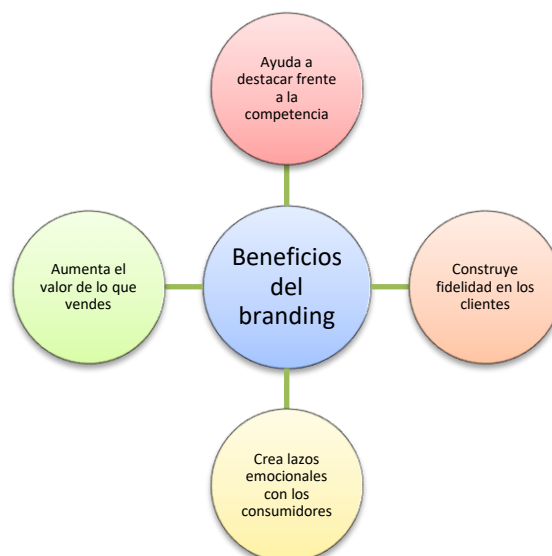 Ayuda a
destacar frente
a la
competencia
Aumenta el
valor de lo que
vendes
Beneficios
del
branding
Construye
fidelidad en los
clientes
Crea lazos
emocionales
con los
consumidores